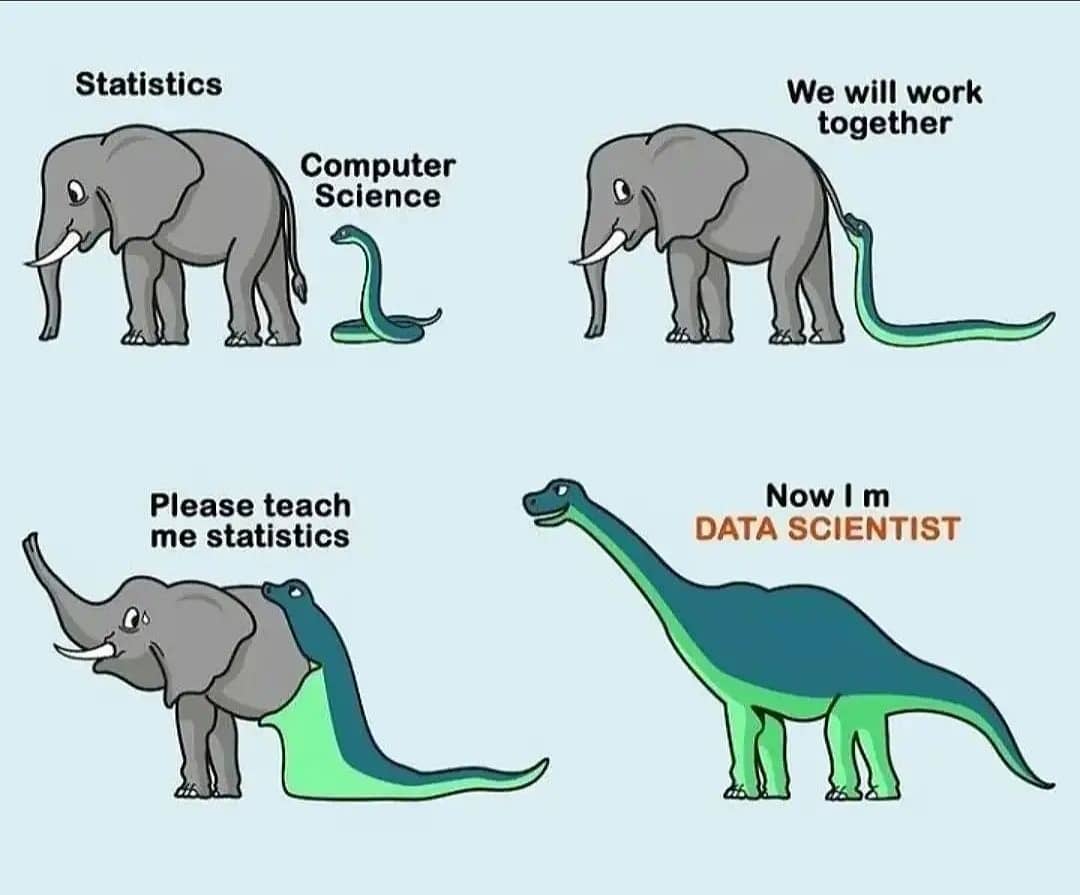 Statistics
Computer
Science
We will work
together
Please teach
me statistics
Now I m
DATA SCIENTIST